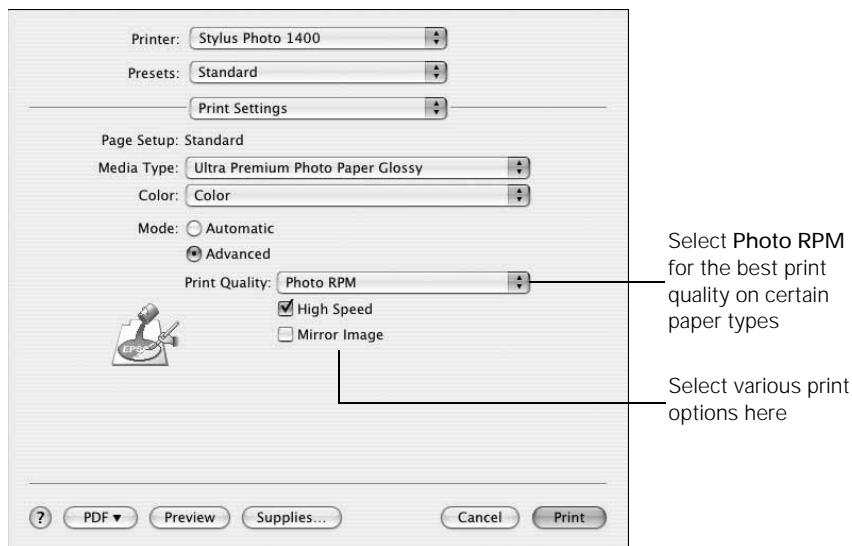 Printer: Stylus Photo 1400
Presets: Standard
Print Settings
Page Setup: Standard
Media Type: Ultra Premium Photo Paper Glossy
Color: Color
Mode: Automatic
Advanced
Print Quality: Photo RPM
High Speed
Mirror Image
EPSON
Select Photo RPM
for the best print
quality on certain
paper types
Select various print
options here
? PDF▼ Preview Supplies... Cancel Print